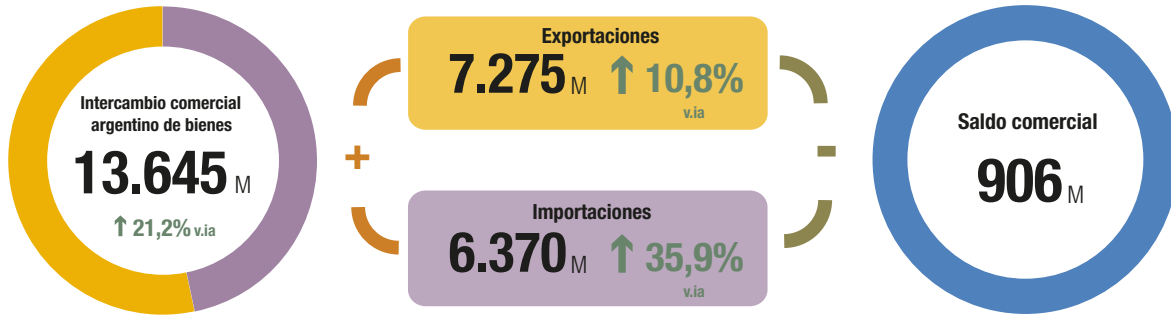 Intercambio comercial
argentino de bienes
13.645 M
↑ 21,2% v.ia
+
Exportaciones
7.275 M ↑ 10,8%
v.ia
Importaciones
6.370 M ↑ 35,9%
v.ia
-
Saldo comercial
906 M